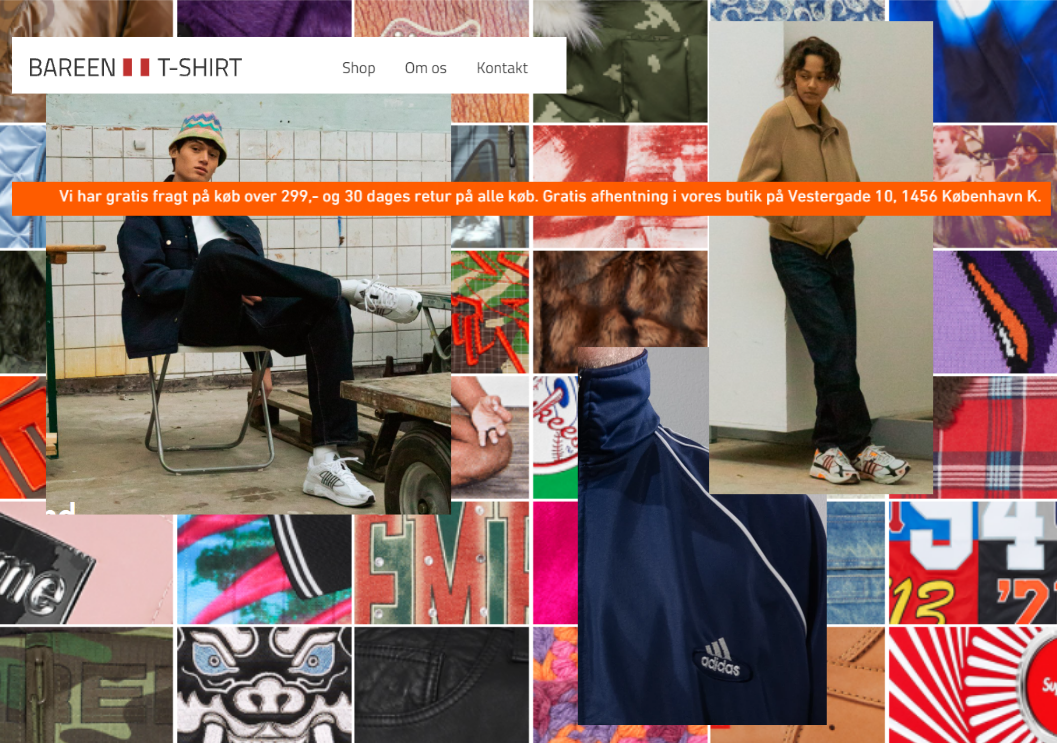 BAREEN T-SHIRT
Shop Om os Kontakt
Vi har gratis fragt på køb over 299,- og 30 dages retur på alle køb. Gratis afhentning i vores butik på Vestergade 10, 1456 København K.
adidas
'13